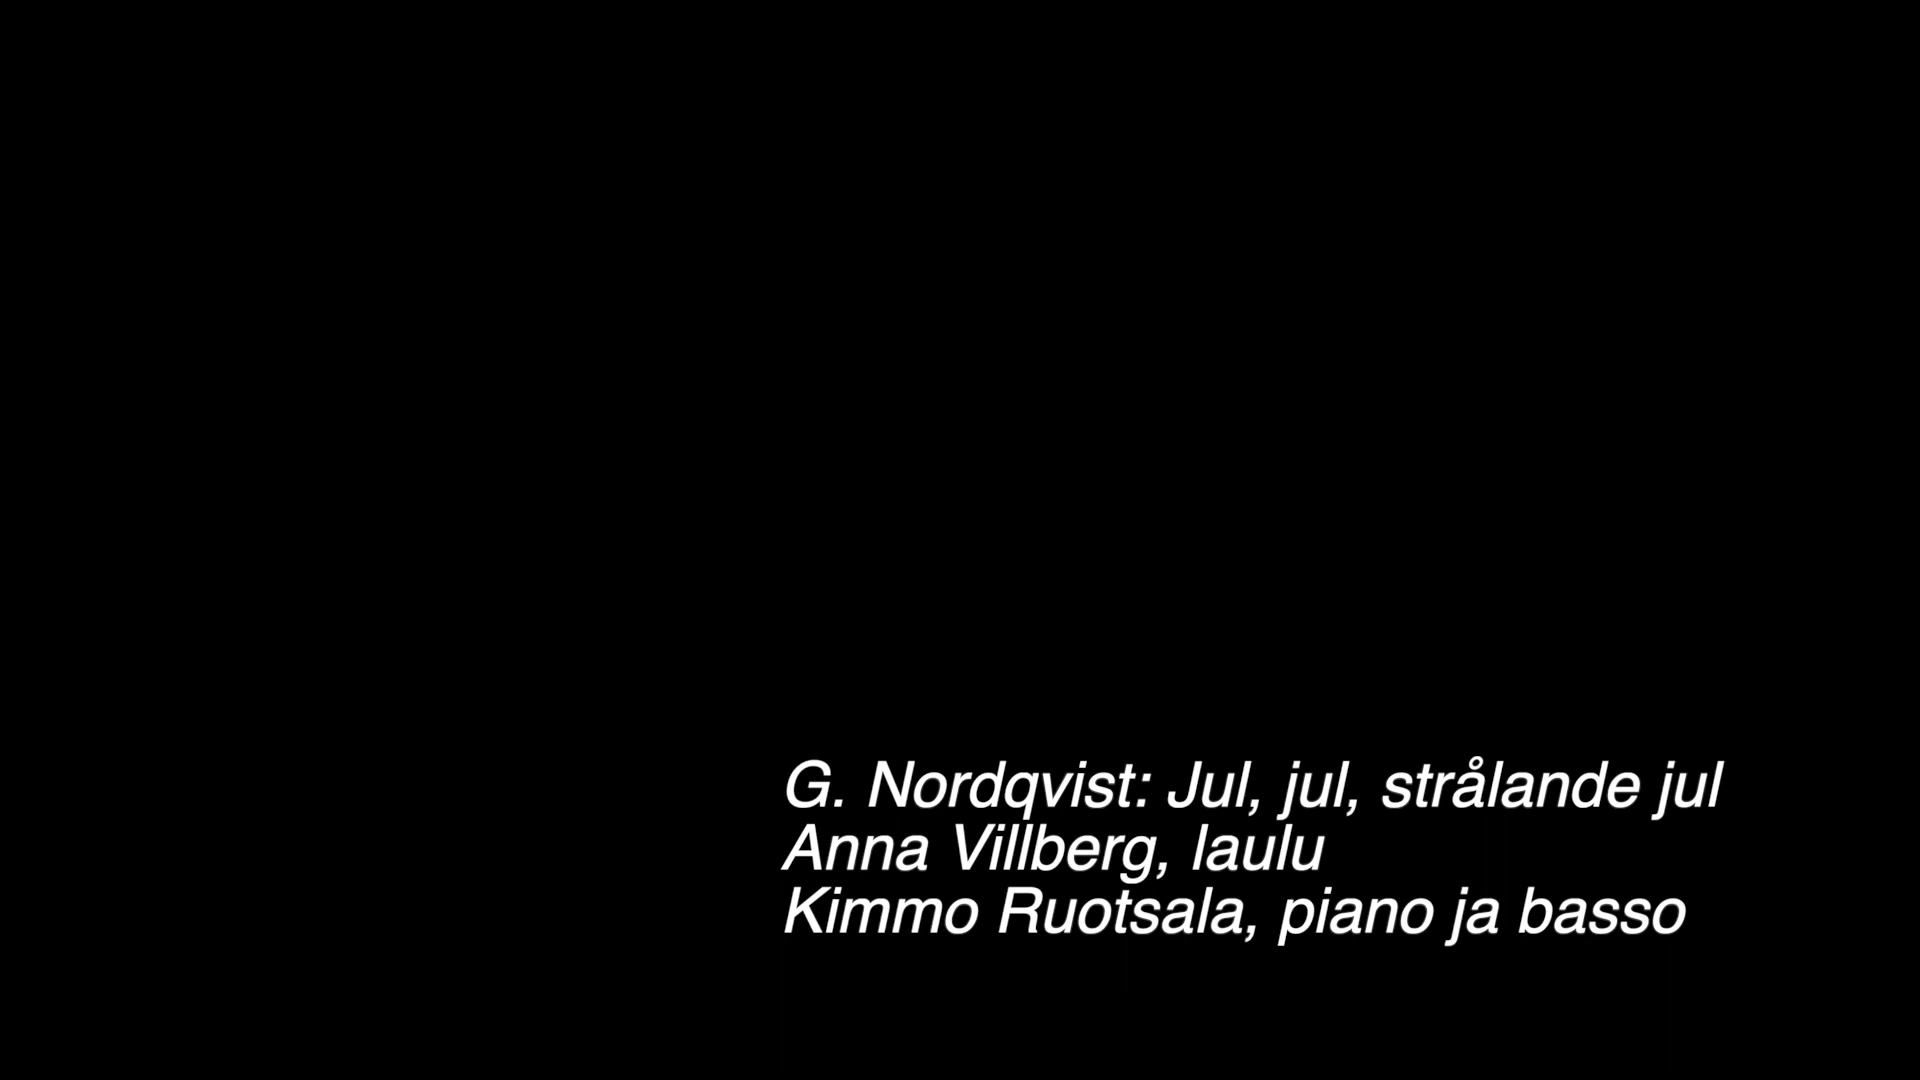 G. Nordqvist: Jul, jul, strålande jul
Anna Villberg, laulu
Kimmo Ruotsala, piano ja basso